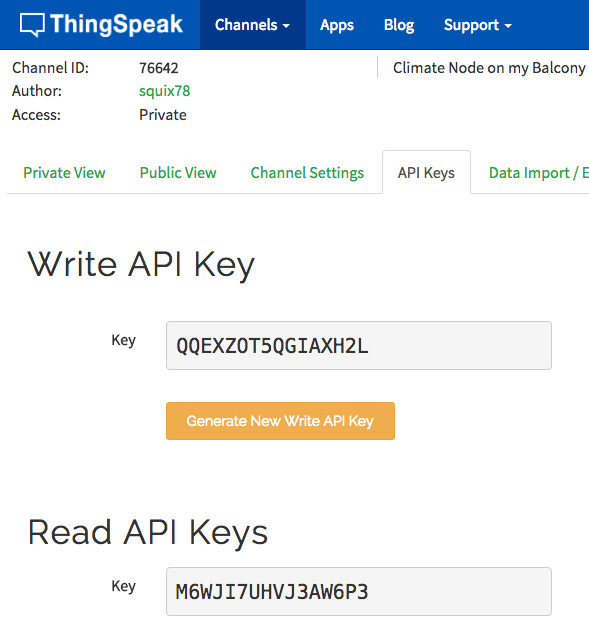 ThingSpeak Channels Apps Blog Support
Channel ID: 76642 Climate Node on my Balcony
Author: squix78
Access: Private
Private View Public View Channel Settings API Keys Data Import / E
Write API Key
Key QQEXZOT5QGIAXH2L
Generate New Write API Key
Read API Keys
Key M6WJI7UHVJ3AW6P3